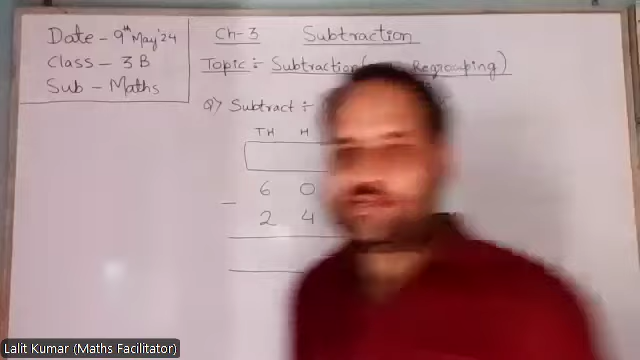 Date - 9th May'24
Class - 3 B
Sub - Maths
Ch-3 Subtraction
Topic :- Subtraction( Regrouping)
Q) Subtract :-
TH H
6 0
- 2 4
Lalit Kumar (Maths Facilitator)